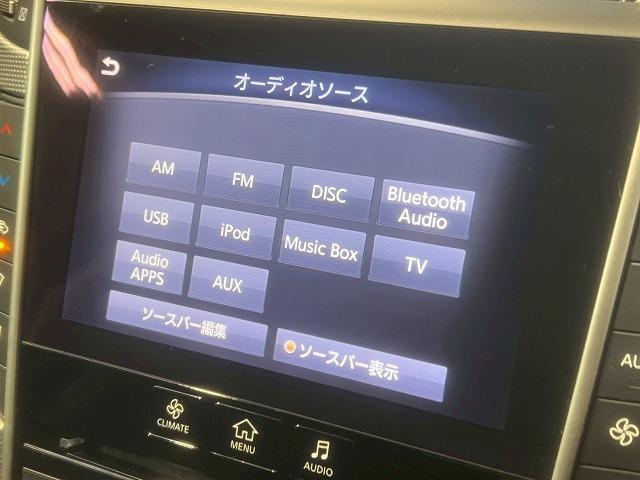 オーディオソース
AM
FM
DISC
Bluetooth
Audio
USB
iPod
Music Box
TV
Audio
APPS
AUX
ソースバー編集
ソースバー表示
CLIMATE
MENU
AUDIO